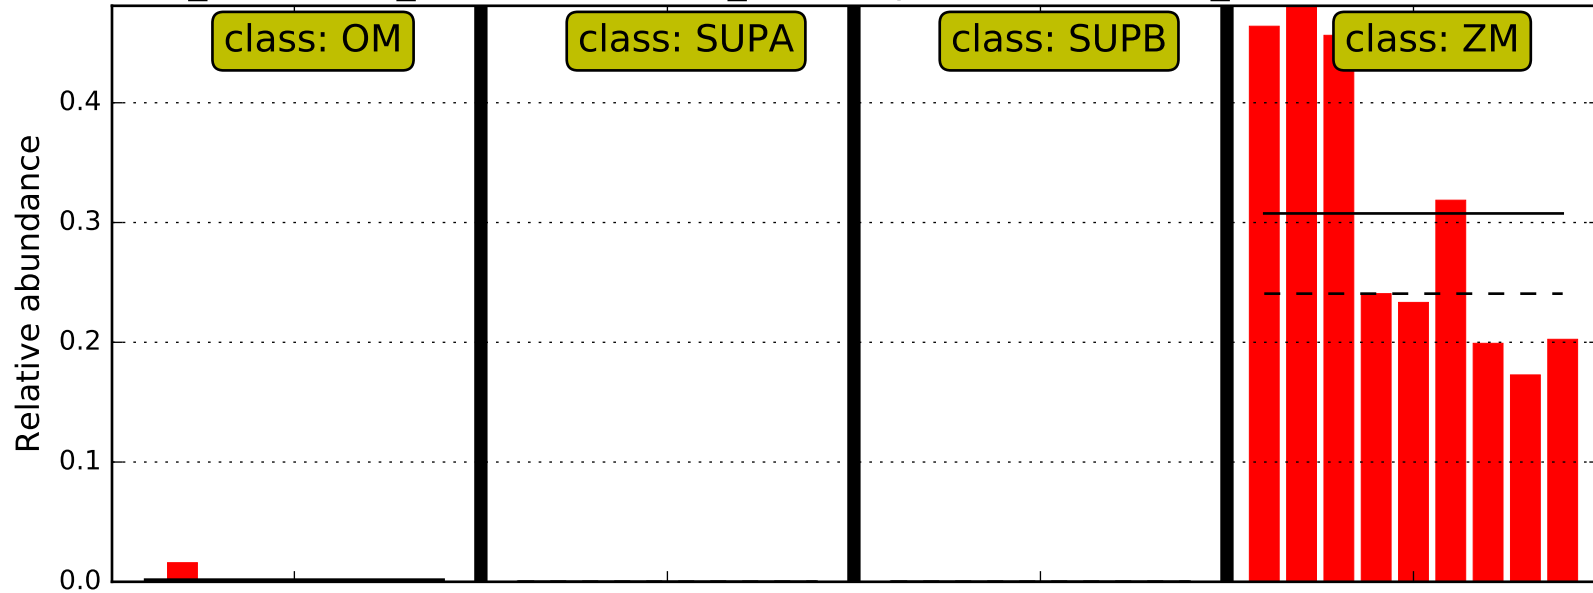 class: OM
class: SUPA
class: SUPB
class: ZM
Relative abundance
0.4
0.3
0.2
0.1
0.0